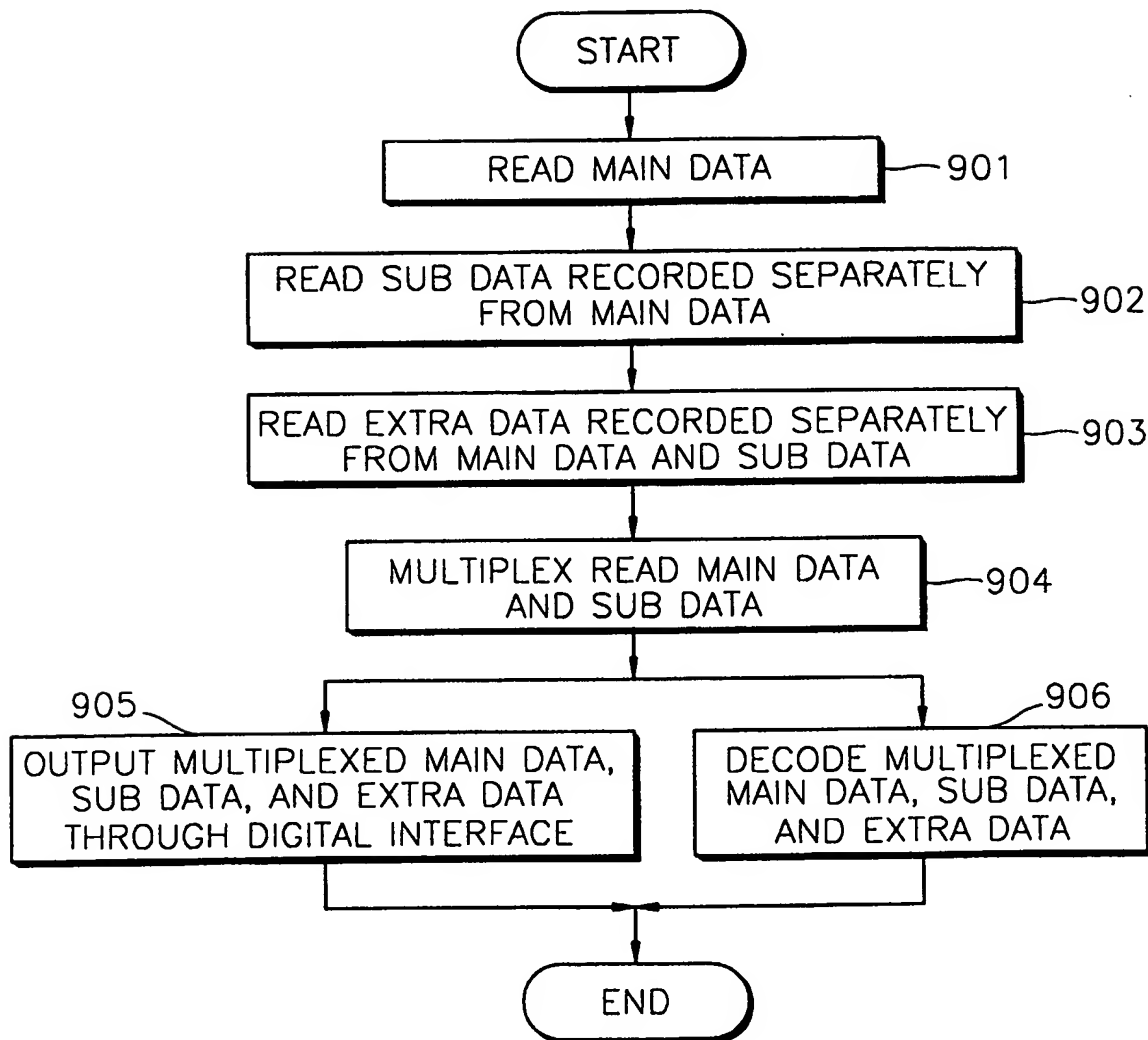 START
READ MAIN DATA
901
READ SUB DATA RECORDED SEPARATELY
FROM MAIN DATA
902
READ EXTRA DATA RECORDED SEPARATELY
FROM MAIN DATA AND SUB DATA
903
MULTIPLEX READ MAIN DATA
AND SUB DATA
904
905
OUTPUT MULTIPLEXED MAIN DATA,
SUB DATA, AND EXTRA DATA
THROUGH DIGITAL INTERFACE
906
DECODE MULTIPLEXED
MAIN DATA, SUB DATA,
AND EXTRA DATA
END